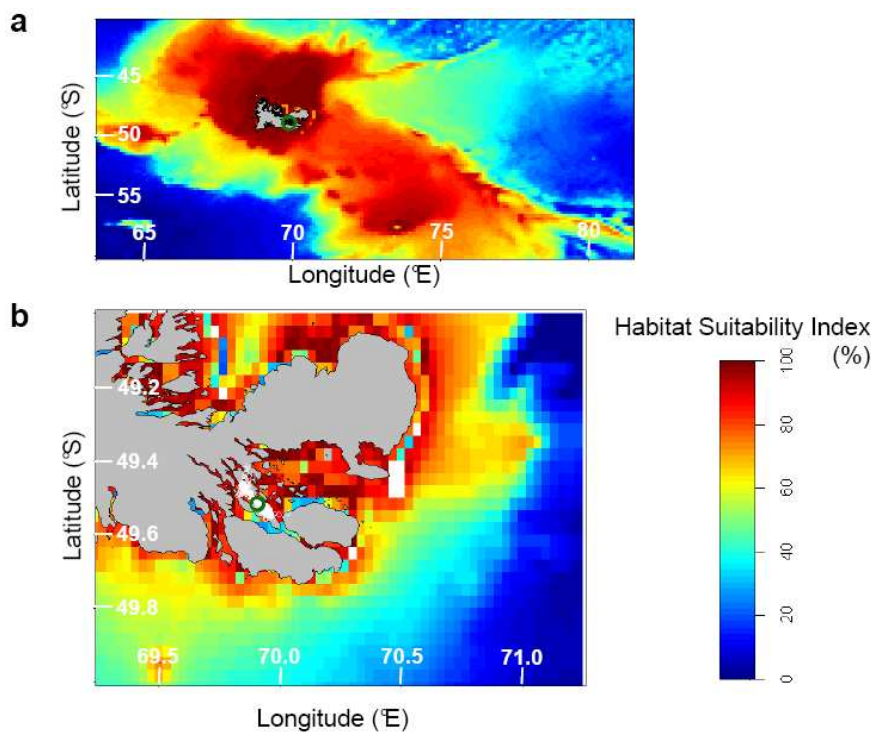 a
45
50
55
Latitude (°S)
65 70 75 80
Longitude (°E)
b
49.2
49.4
49.6
49.8
Latitude (°S)
69.5 70.0 70.5 71.0
Longitude (°E)
Habitat Suitability Index
(%)
100
80
60
40
20
0